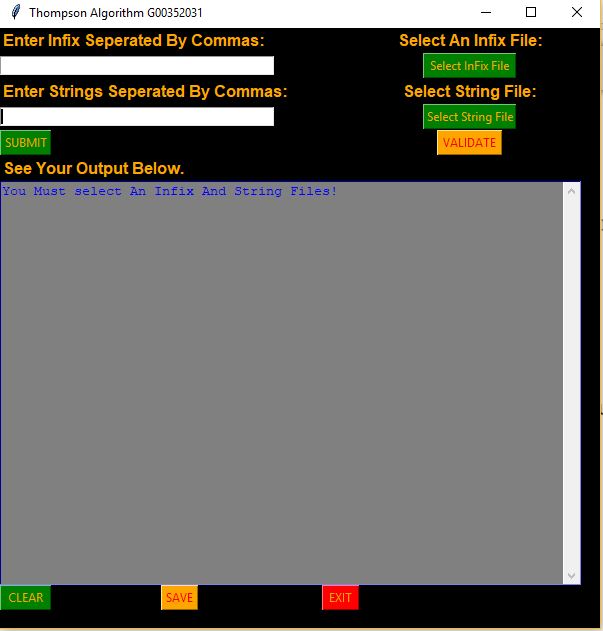 Thompson Algorithm G00352031
Enter Infix Seperated By Commas:
Select An Infix File:
Select InFix File
Enter Strings Seperated By Commas:
Select String File:
Select String File
SUBMIT
VALIDATE
See Your Output Below.
You Must select An Infix And String Files!
CLEAR
SAVE
EXIT